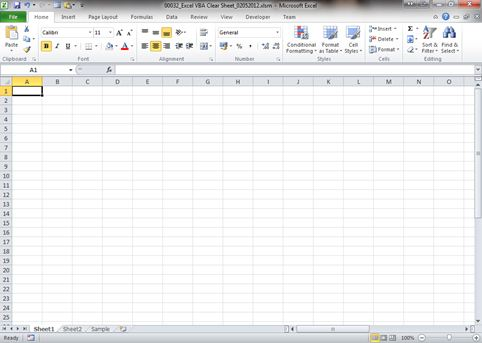 00032_Excel VBA Clear Sheet_02052012.xlsm - Microsoft Excel
File Home Insert Page Layout Formulas Data Review View Developer Team
Paste
Calibri 11
General
Conditional Formatting
Format as Table
Cell Styles
Insert
Delete
Format
Sort & Filter
Find & Select
Clipboard Font Alignment Number Styles Cells Editing
A1 fx
A B C D E F G H I J K L M N O
1
2
3
4
5
6
7
8
9
10
11
12
13
14
15
16
17
18
19
20
21
22
23
24
25
Sheet1 Sheet2 Sample
Ready 100%